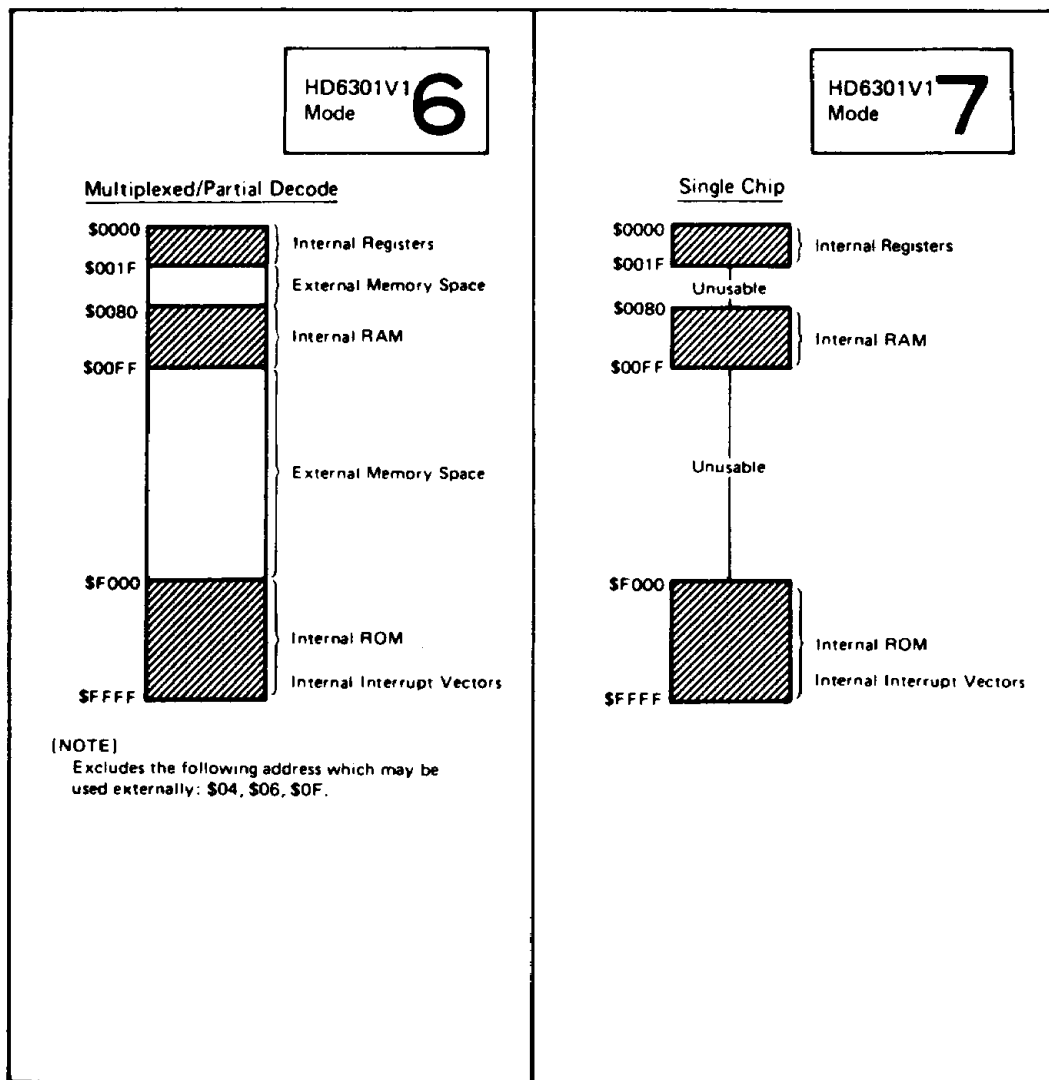 HD6301V1
Mode 6
Multiplexed/Partial Decode
$0000
Internal Registers
$001F
External Memory Space
$0080
Internal RAM
$00FF
External Memory Space
$F000
Internal ROM
Internal Interrupt Vectors
$FFFF
[NOTE]
Excludes the following address which may be
used externally: $04, $06, $0F.
HD6301V1
Mode 7
Single Chip
$0000
Internal Registers
$001F
Unusable
$0080
Internal RAM
$00FF
Unusable
$F000
Internal ROM
Internal Interrupt Vectors
$FFFF